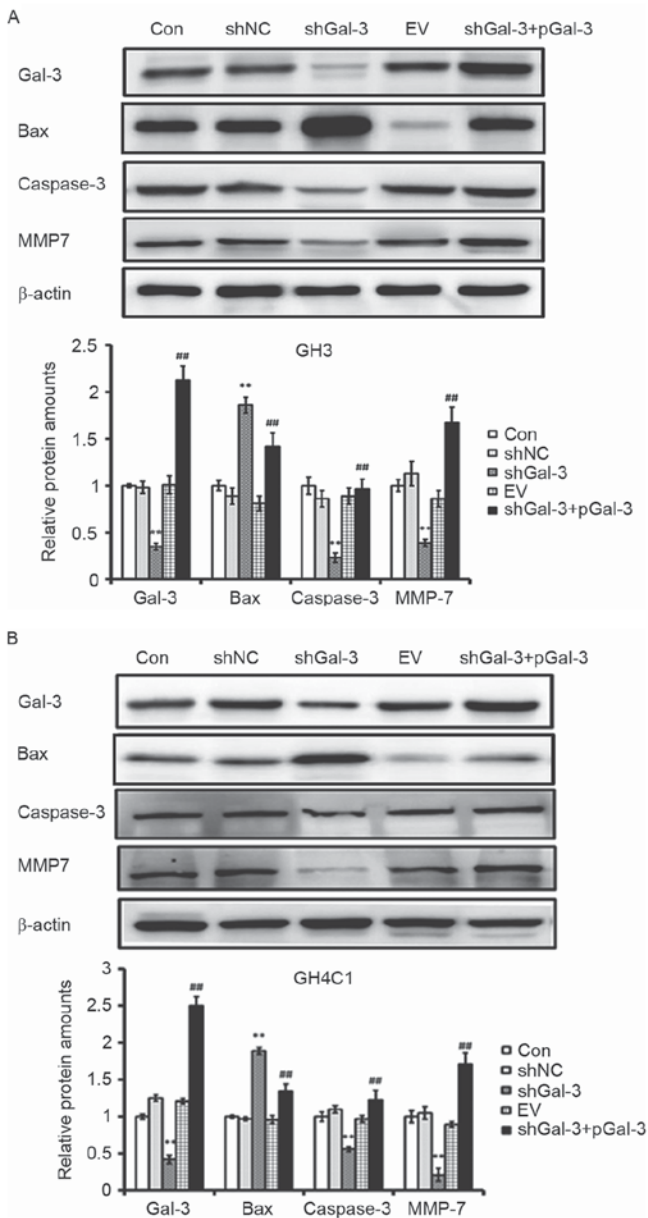 A
Con shNC shGal-3 EV shGal-3+pGal-3
Gal-3
Bax
Caspase-3
MMP7
β-actin
GH3
Relative protein amounts
2.5
2
1.5
1
0.5
0
**
##
**
##
**
##
**
##
Con
shNC
shGal-3
EV
shGal-3+pGal-3
Gal-3 Bax Caspase-3 MMP-7
B
Con shNC shGal-3 EV shGal-3+pGal-3
Gal-3
Bax
Caspase-3
MMP7
β-actin
GH4C1
Relative protein amounts
3
2.5
2
1.5
1
0.5
0
**
##
**
##
**
##
**
##
Con
shNC
shGal-3
EV
shGal-3+pGal-3
Gal-3 Bax Caspase-3 MMP-7